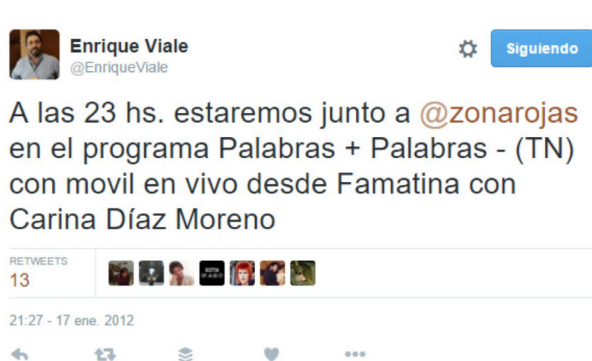 Enrique Viale
@EnriqueViale
Siguiendo
A las 23 hs. estaremos junto a @zonarojas
en el programa Palabras + Palabras - (TN)
con movil en vivo desde Famatina con
Carina Díaz Moreno
RETWEETS
13
21:27 - 17 ene. 2012